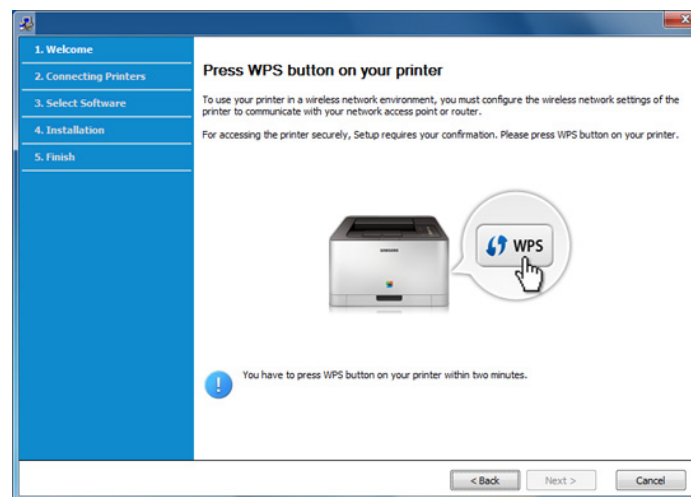 1. Welcome
2. Connecting Printers
3. Select Software
4. Installation
5. Finish
Press WPS button on your printer
To use your printer in a wireless network environment, you must configure the wireless network settings of the
printer to communicate with your network access point or router.
For accessing the printer securely, Setup requires your confirmation. Please press WPS button on your printer.
SAMSUNG
WPS
You have to press WPS button on your printer within two minutes.
< Back
Next >
Cancel